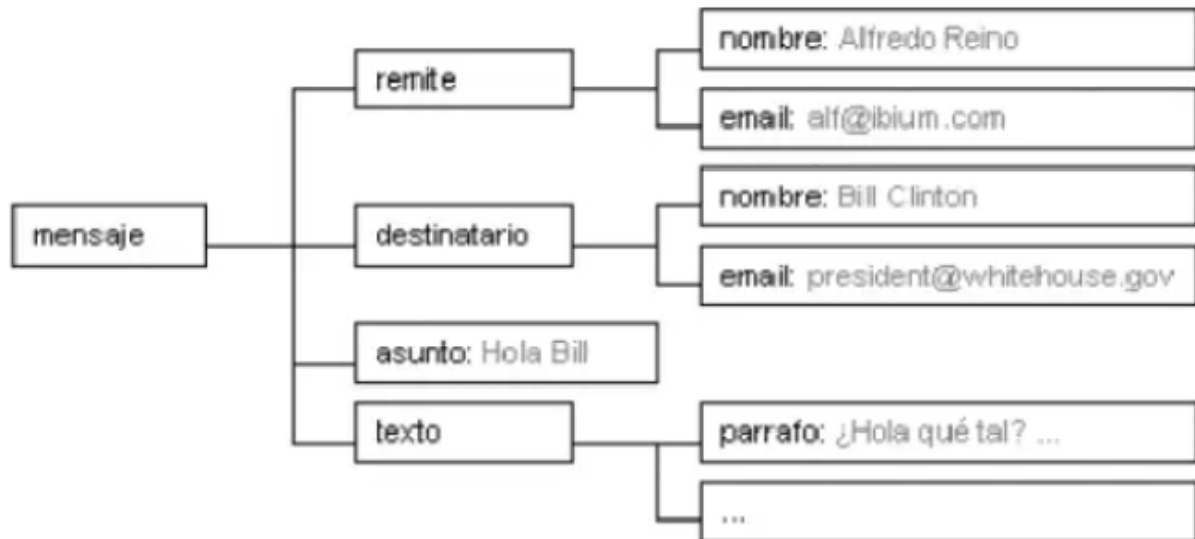 nombre: Alfredo Reino
remite
email: alf@ibium.com
nombre: Bill Clinton
mensaje
destinatario
email: president@whitehouse.gov
asunto: Hola Bill
texto
parrafo: ¿Hola qué tal? ...
...